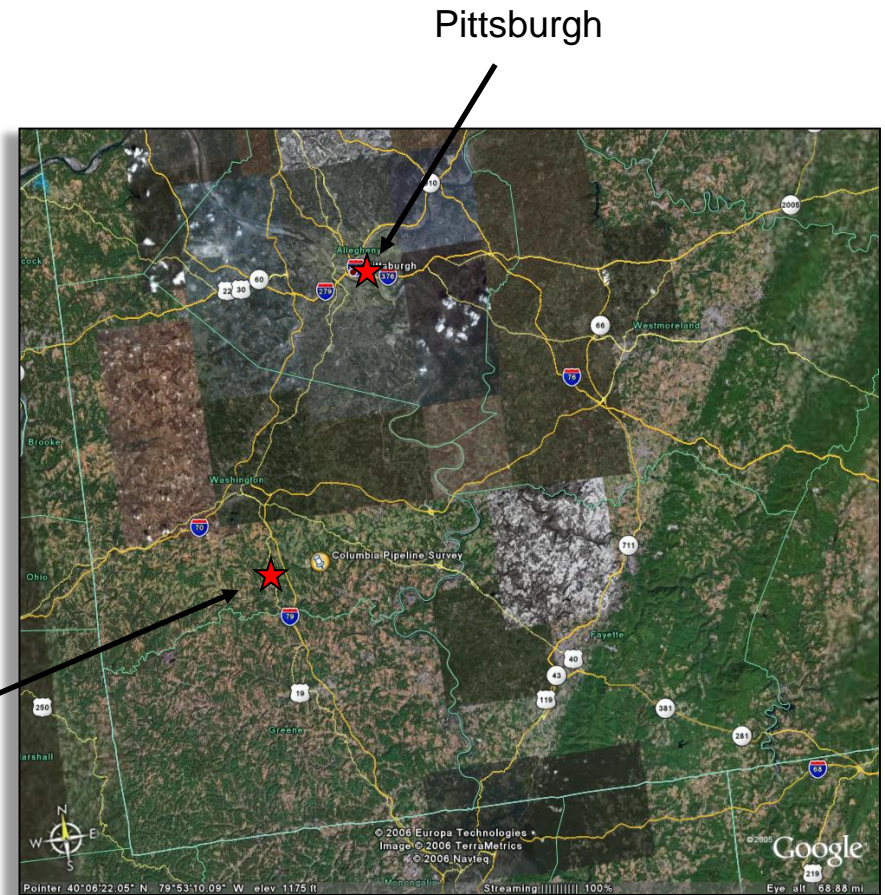 Pittsburgh
10
2005
Allegheny
cock
Pittsburgh
376
60
22 30
279
66
Westmoreland
76
Brooke
Washington
70
711
Columbia Pipeline Survey
Ohio
79
Fayette
40
43
19
119
250
381
Greene
281
Marshall
68
N
W E
S
© 2006 Europa Technologies
Image © 2006 TerraMetrics
© 2006 Navteq
© 2005 Google
219
Monongalia
Pointer 40°06'22.05" N 79°53'10.09" W elev 1175 ft Streaming |||||||||| 100% Eye alt 68.88 mi